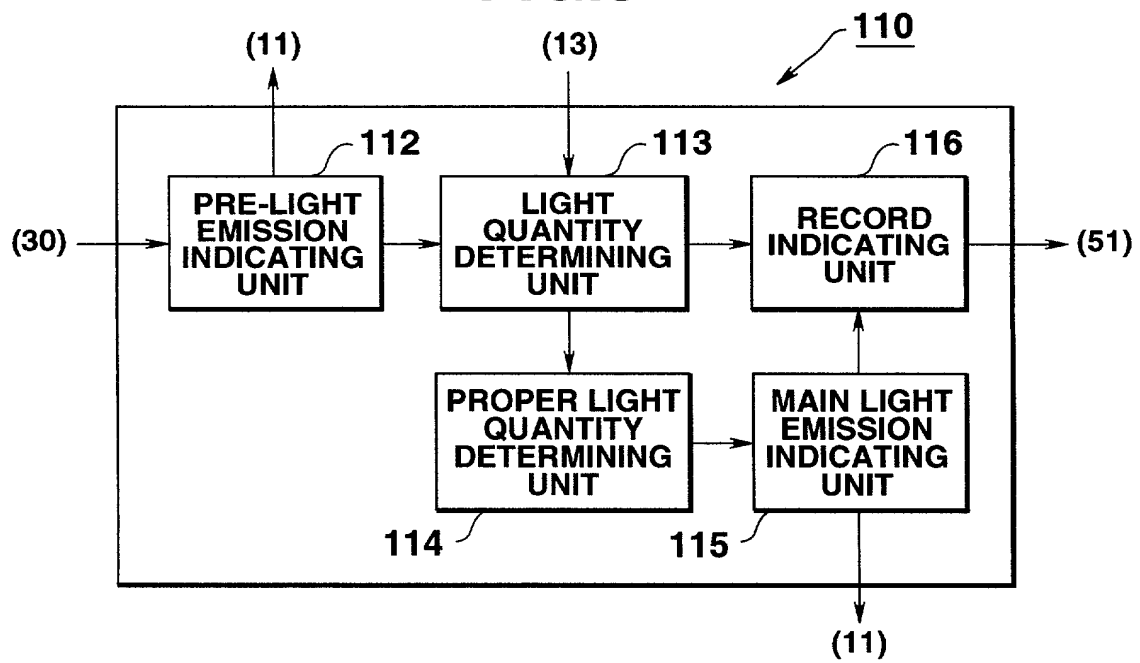 110
(11)
(13)
112
113
116
(30)
PRE-LIGHT
EMISSION
INDICATING
UNIT
LIGHT
QUANTITY
DETERMINING
UNIT
RECORD
INDICATING
UNIT
(51)
PROPER LIGHT
QUANTITY
DETERMINING
UNIT
MAIN LIGHT
EMISSION
INDICATING
UNIT
114
115
(11)